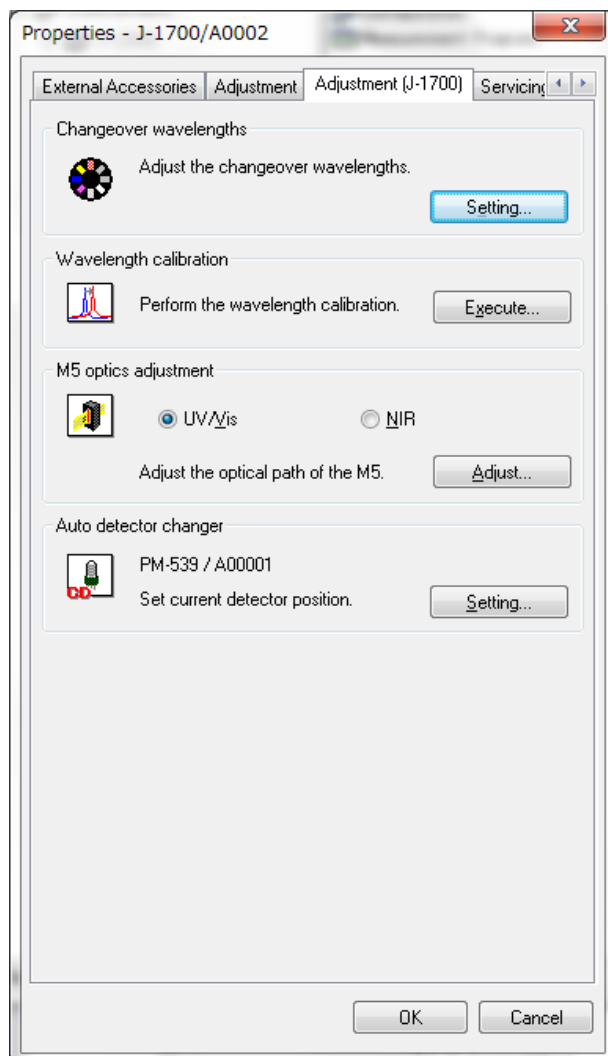 Properties - J-1700/A0002
External Accessories Adjustment Adjustment (J-1700) Servicing
Changeover wavelengths
Adjust the changeover wavelengths.
Setting...
Wavelength calibration
Perform the wavelength calibration. Execute...
M5 optics adjustment
UV/Vis NIR
Adjust the optical path of the M5. Adjust...
Auto detector changer
PM-539 / A00001
CD
Set current detector position. Setting...
OK Cancel